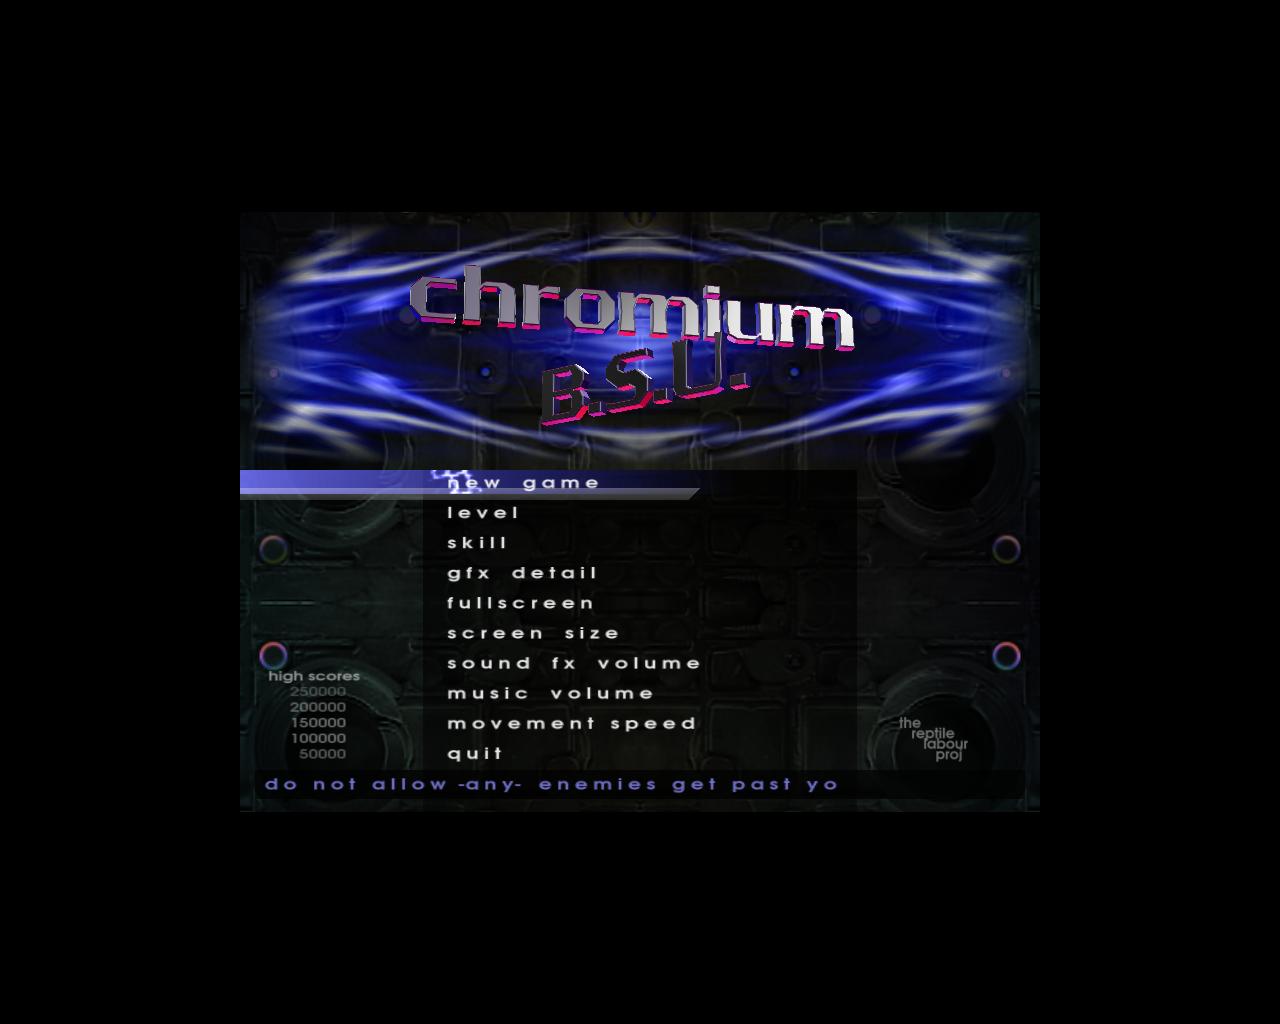 chromium
B.S.U.
new game
level
skill
gfx detail
fullscreen
screen size
sound fx volume
music volume
movement speed
quit
high scores
250000
200000
150000
100000
50000
the
reptile
labour
proj
do not allow -any- enemies get past yo